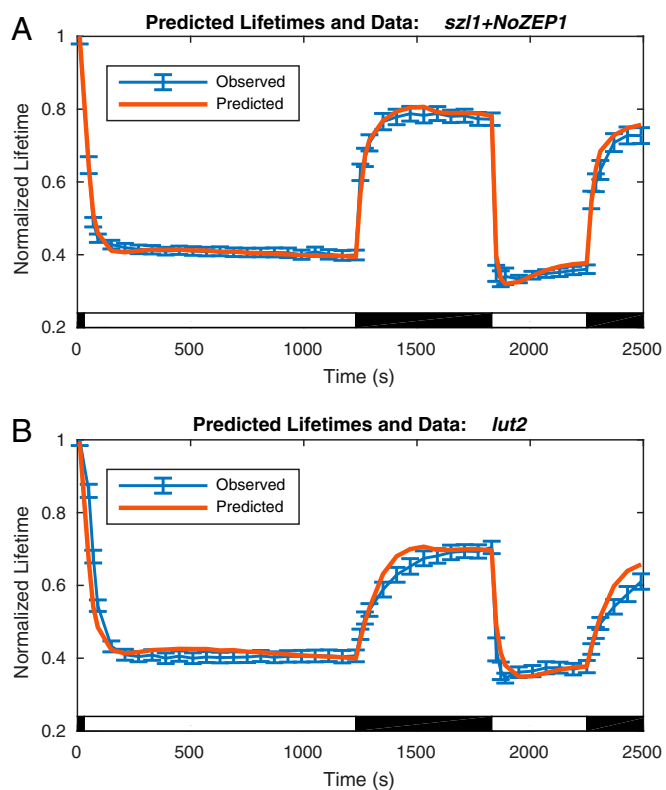 A
Predicted Lifetimes and Data: szl1+NoZEP1
Normalized Lifetime
1
0.8
0.6
0.4
0.2
Observed
Predicted
500 1000 1500 2000 2500
Time (s)
B
Predicted Lifetimes and Data: lut2
Normalized Lifetime
1
0.8
0.6
0.4
0.2
Observed
Predicted
0 500 1000 1500 2000 2500
Time (s)